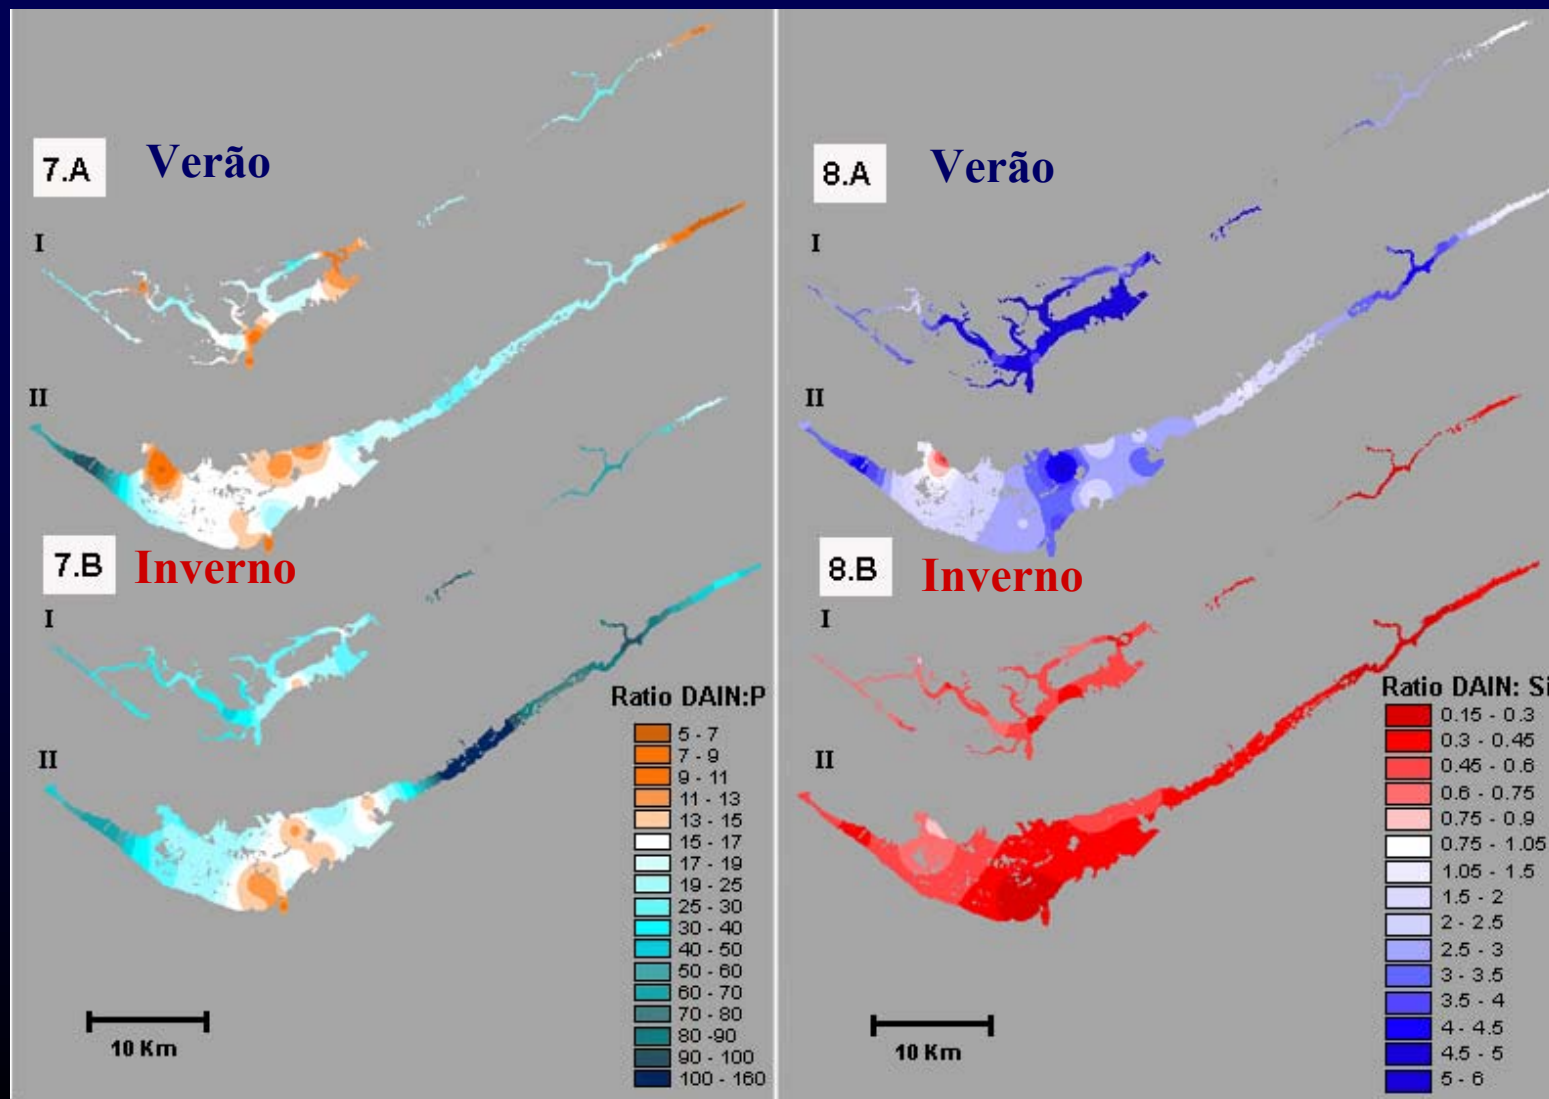 7.A
Verão
I
II
7.B
Inverno
I
II
10 Km
Ratio DAIN:P
5 - 7
7 - 9
9 - 11
11 - 13
13 - 15
15 - 17
17 - 19
19 - 25
25 - 30
30 - 40
40 - 50
50 - 60
60 - 70
70 - 80
80 -90
90 - 100
100 - 160
8.A
Verão
I
II
8.B
Inverno
I
II
10 Km
Ratio DAIN: Si
0.15 - 0.3
0.3 - 0.45
0.45 - 0.6
0.6 - 0.75
0.75 - 0.9
0.75 - 1.05
1.05 - 1.5
1.5 - 2
2 - 2.5
2.5 - 3
3 - 3.5
3.5 - 4
4 - 4.5
4.5 - 5
5 - 6